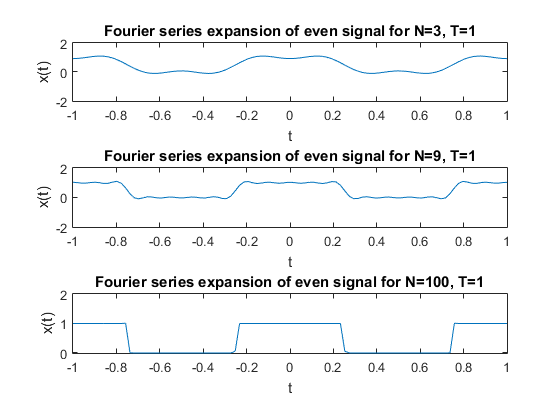 Fourier series expansion of even signal for N=3, T=1
2
0
-2
x(t)
-1 -0.8 -0.6 -0.4 -0.2 0 0.2 0.4 0.6 0.8 1
t
Fourier series expansion of even signal for N=9, T=1
2
0
-2
x(t)
-1 -0.8 -0.6 -0.4 -0.2 0 0.2 0.4 0.6 0.8 1
t
Fourier series expansion of even signal for N=100, T=1
2
1
0
x(t)
-1 -0.8 -0.6 -0.4 -0.2 0 0.2 0.4 0.6 0.8 1
t